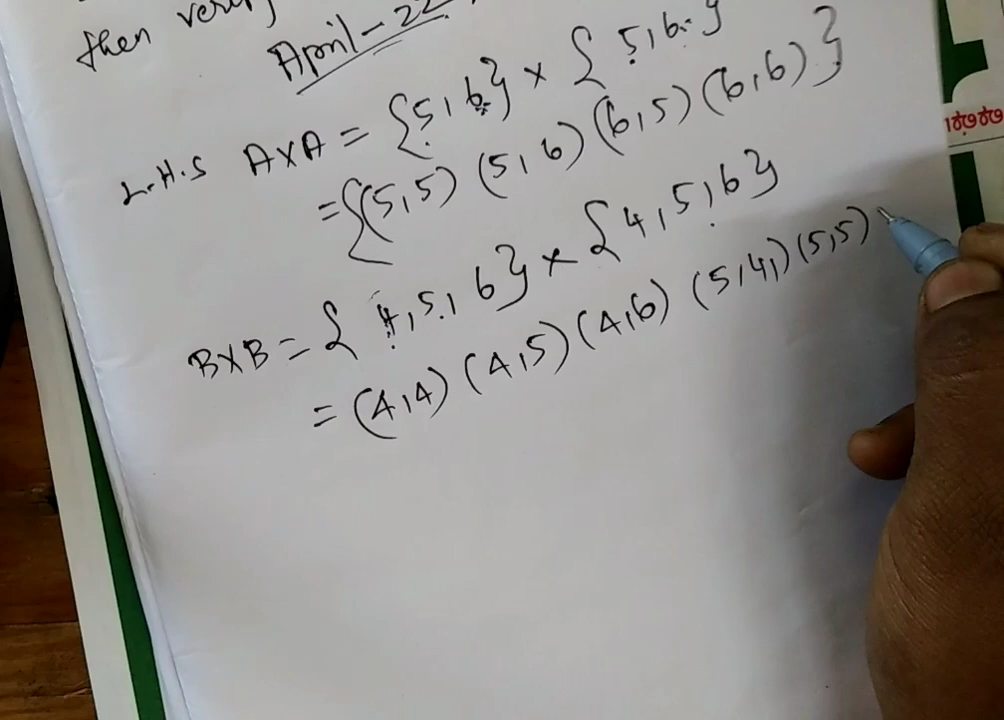 then verify
April-22
L.H.S A×A = {5,6} × {5,6}
={(5,5) (5,6) (6,5) (6,6)}
B×B = { 4,5, 6} × {4,5,6}
= (4,4) (4,5) (4,6) (5,4,) (5,5)